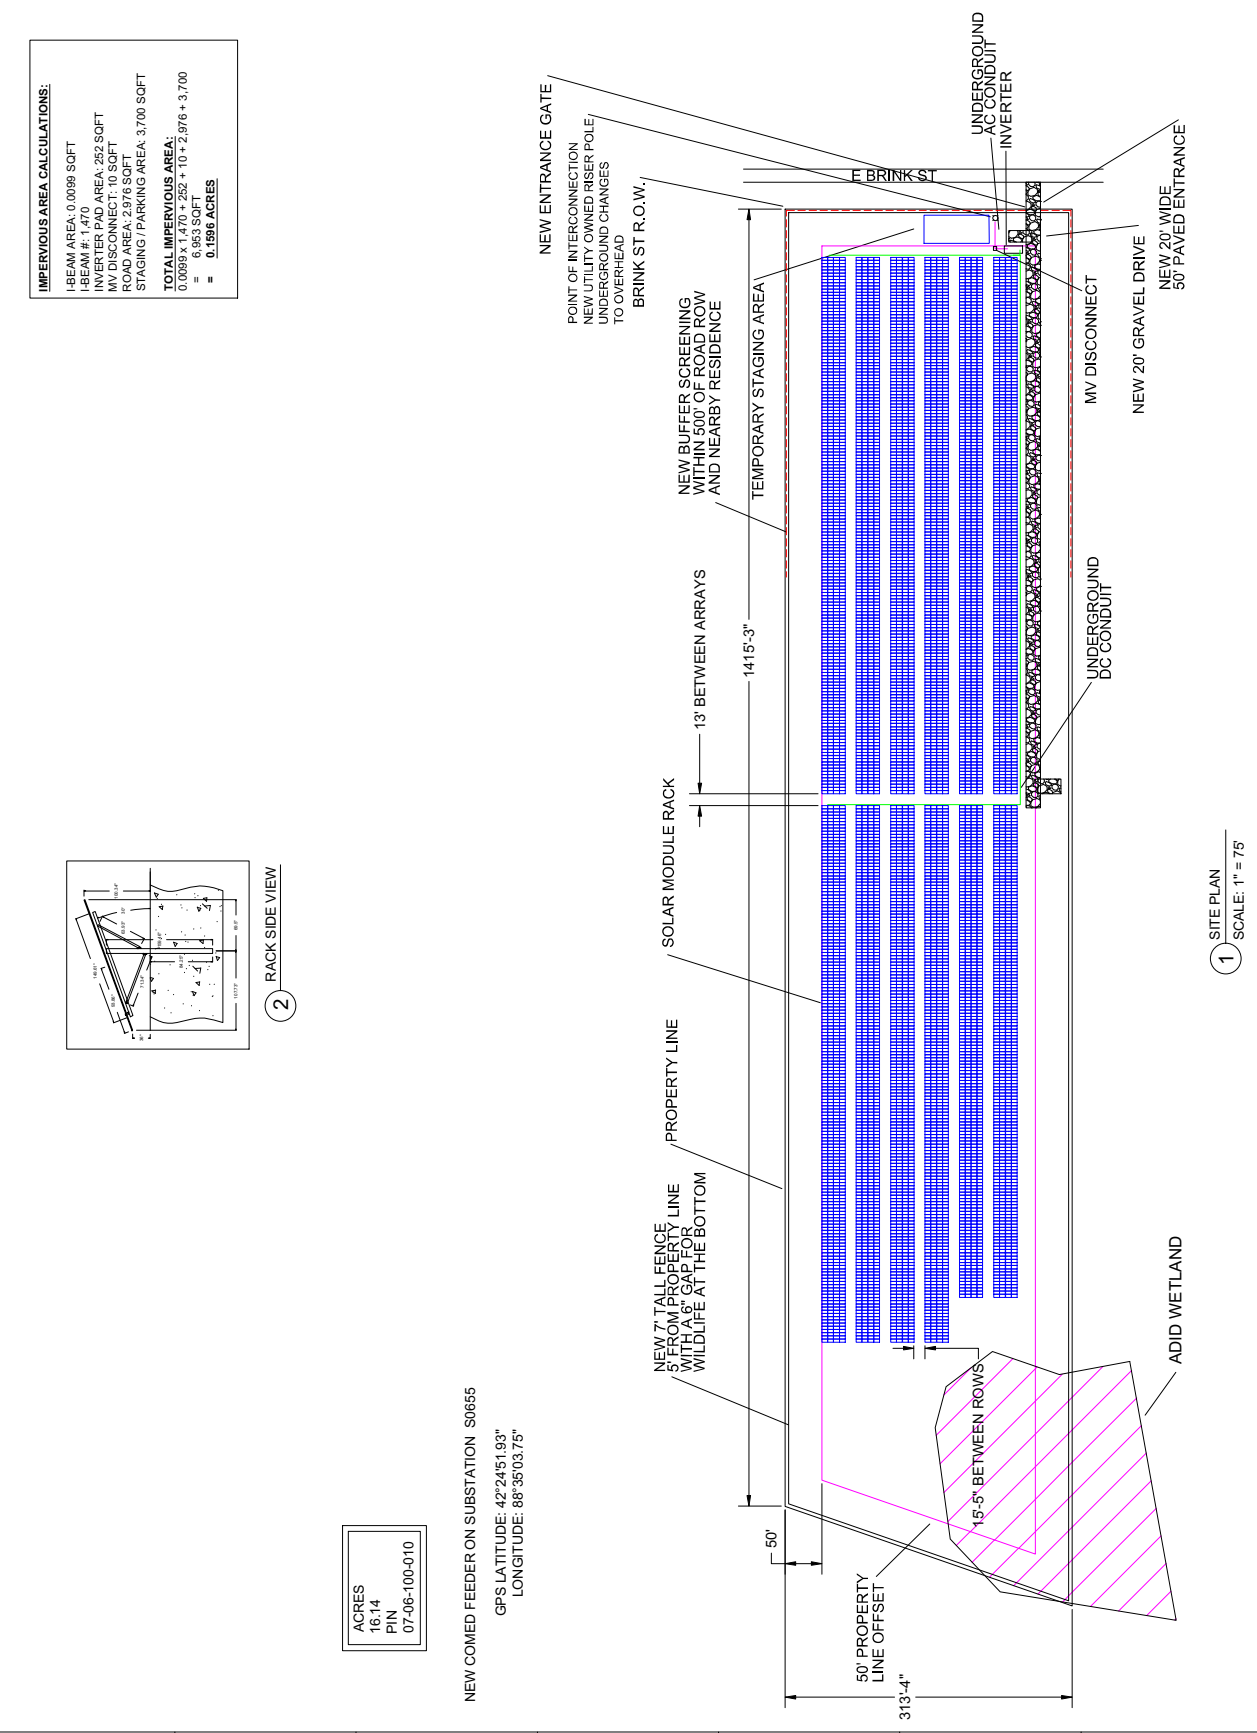 IMPERVIOUS AREA CALCULATIONS:
I-BEAM AREA: 0.0099 SQFT
I-BEAM #: 1,470
INVERTER PAD AREA: 252 SQFT
MV DISCONNECT: 10 SQFT
ROAD AREA: 2,976 SQFT
STAGING / PARKING AREA: 3,700 SQFT
TOTAL IMPERVIOUS AREA:
0.0099 x 1,470 + 252 + 10 + 2,976 + 3,700
= 6,953 SQFT
= 0.1596 ACRES
2
RACK SIDE VIEW
ACRES
16.14
PIN
07-06-100-010
NEW COMED FEEDER ON SUBSTATION S0655
GPS LATITUDE: 42°24'51.93"
LONGITUDE: 88°35'03.75"
NEW ENTRANCE GATE
POINT OF INTERCONNECTION
NEW UTILITY OWNED RISER POLE
UNDERGROUND CHANGES
TO OVERHEAD
BRINK ST R.O.W.
NEW BUFFER SCREENING
WITHIN 500' OF ROAD ROW
AND NEARBY RESIDENCE
TEMPORARY STAGING AREA
13' BETWEEN ARRAYS
1415'-3"
SOLAR MODULE RACK
PROPERTY LINE
NEW 7' TALL FENCE
5' FROM PROPERTY LINE
WITH A 6" GAP FOR
WILDLIFE AT THE BOTTOM
50'
50' PROPERTY
LINE OFFSET
313'-4"
15'-5" BETWEEN ROWS
ADID WETLAND
E BRINK ST
UNDERGROUND
AC CONDUIT
INVERTER
MV DISCONNECT
NEW 20' GRAVEL DRIVE
NEW 20' WIDE
50' PAVED ENTRANCE
UNDERGROUND
DC CONDUIT
1
SITE PLAN
SCALE: 1" = 75'